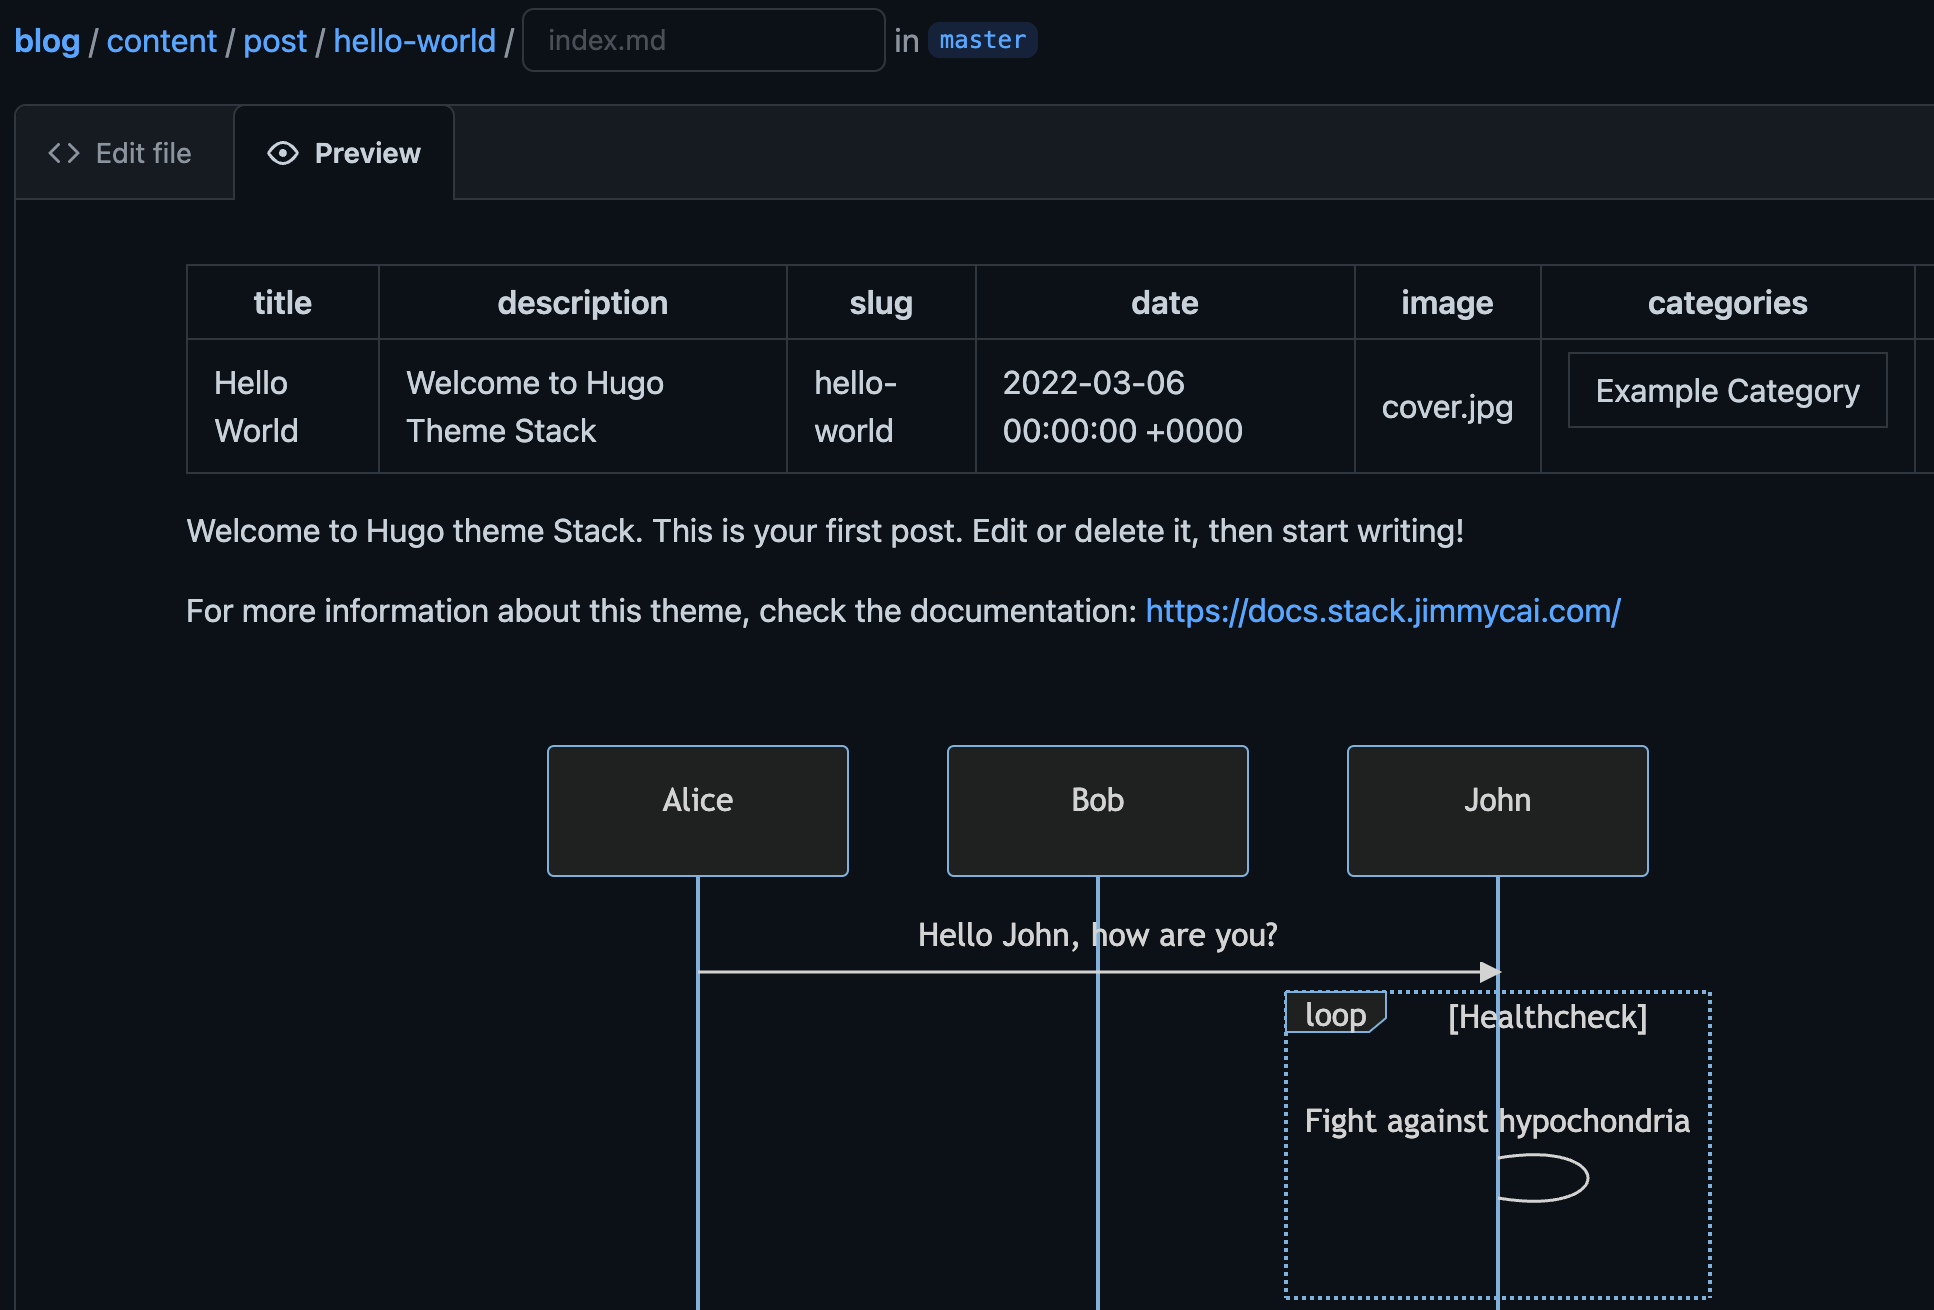 blog / content / post / hello-world / index.md in master
Edit file Preview
title description slug date image categories
Hello World
Welcome to Hugo Theme Stack
hello-world
2022-03-06 00:00:00 +0000
cover.jpg
Example Category
Welcome to Hugo theme Stack. This is your first post. Edit or delete it, then start writing!
For more information about this theme, check the documentation: https://docs.stack.jimmycai.com/
Alice Bob John
Hello John, how are you?
loop [Healthcheck]
Fight against hypochondria